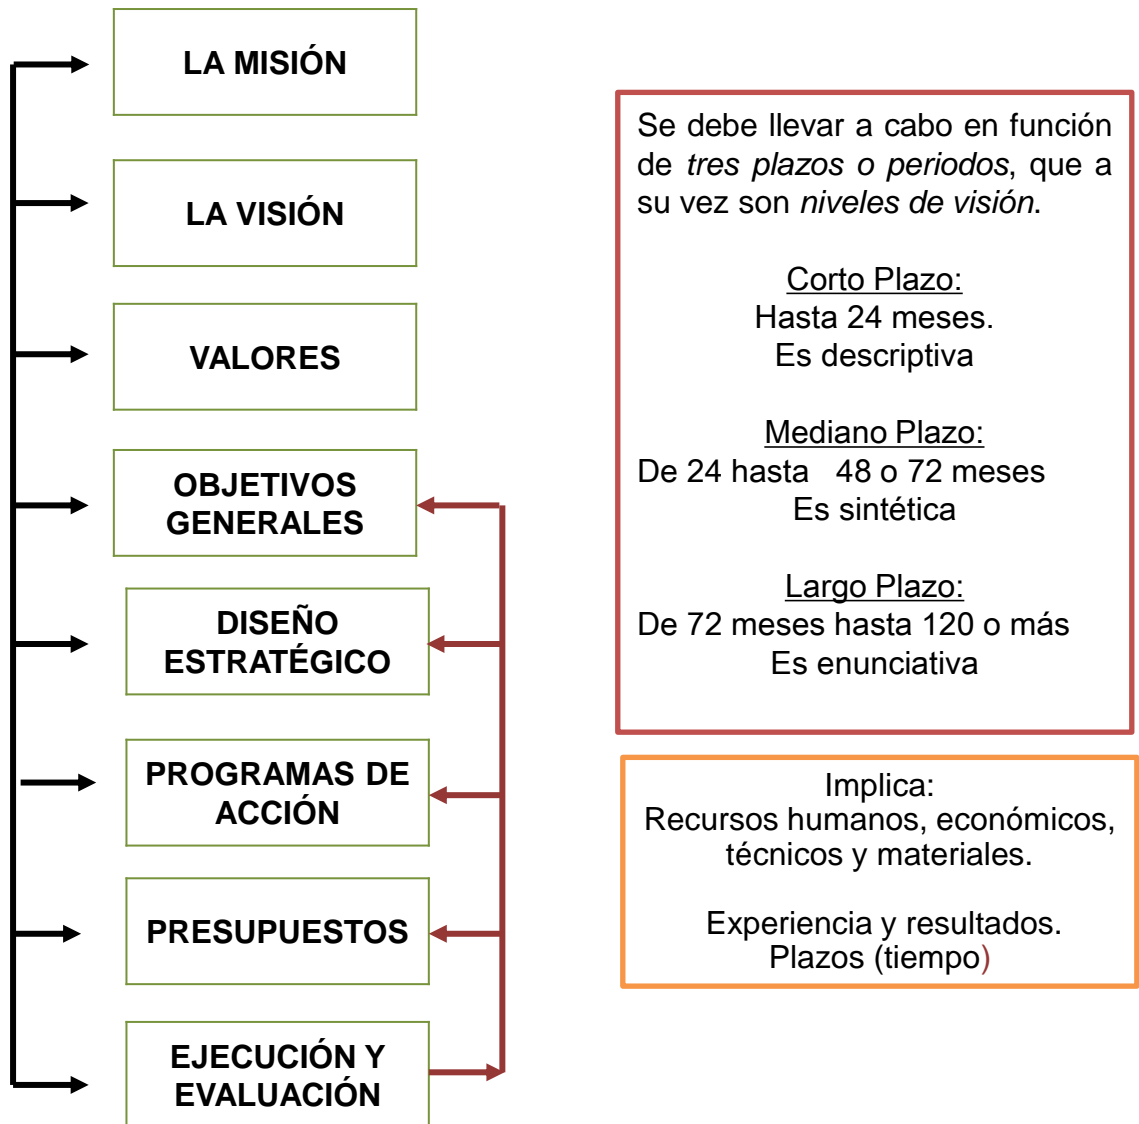 LA MISIÓN
LA VISIÓN
VALORES
OBJETIVOS
GENERALES
DISEÑO
ESTRATÉGICO
PROGRAMAS DE
ACCIÓN
PRESUPUESTOS
EJECUCIÓN Y
EVALUACIÓN
Se debe llevar a cabo en función
de tres plazos o periodos, que a
su vez son niveles de visión.
Corto Plazo:
Hasta 24 meses.
Es descriptiva
Mediano Plazo:
De 24 hasta 48 o 72 meses
Es sintética
Largo Plazo:
De 72 meses hasta 120 o más
Es enunciativa
Implica:
Recursos humanos, económicos,
técnicos y materiales.
Experiencia y resultados.
Plazos (tiempo)